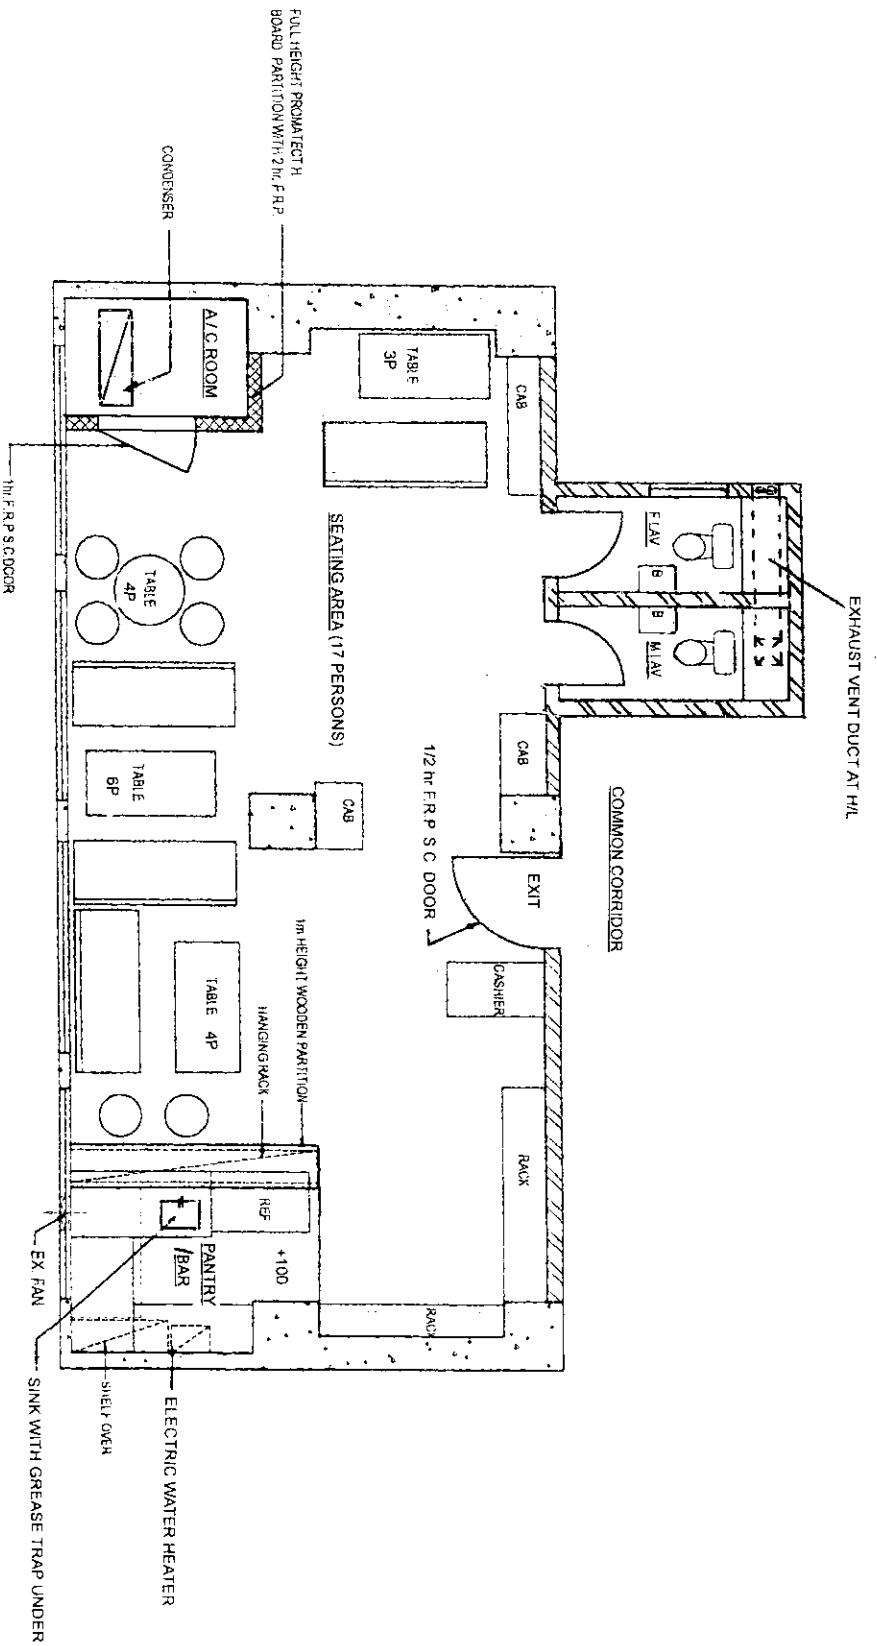 EXHAUST VENT DUCT AT H/L
COMMON CORRIDOR
F.LAV
B
B
M.LAV
CAB
CAB
EXIT
CASHIER
RACK
FULL HEIGHT PROMATECT H
BOARD PARTITION WITH 2 hr. F.R.P.
TABLE
3P
1/2 hr F.R.P S.C DOOR
SEATING AREA (17 PERSONS)
CAB
RACK
CONDENSER
A/C ROOM
1m HEIGHT WOODEN PARTITION
HANGING RACK
REF
+100
PANTRY
/BAR
TABLE
4P
TABLE
6P
TABLE 4P
ELECTRIC WATER HEATER
SHELF OVER
1hr.F.R.P S.C DOOR
EX. FAN
SINK WITH GREASE TRAP UNDER